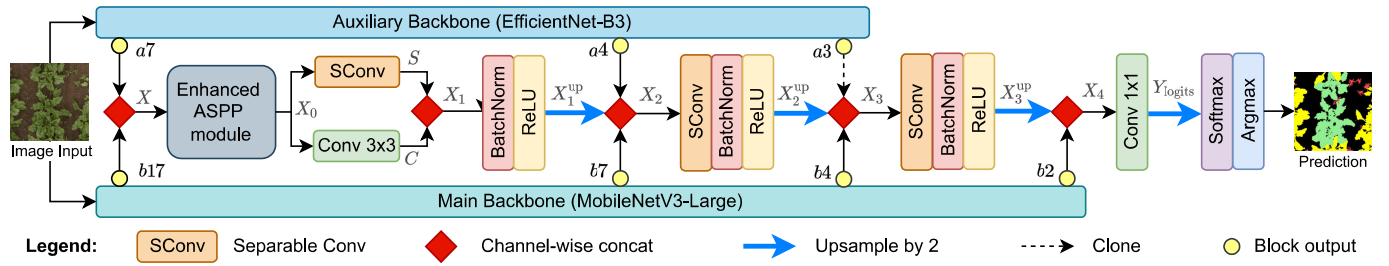 Auxiliary Backbone (EfficientNet-B3)
a7
a4
a3
SConv
S
X
Enhanced
ASPP
module
X₀
X₁
BatchNorm
ReLU
X₁ᵘᵖ
X₂
SConv
BatchNorm
ReLU
X₂ᵘᵖ
X₃
SConv
BatchNorm
ReLU
X₃ᵘᵖ
X₄
Conv 1x1
Y_logits
Softmax
Argmax
Conv 3x3
C
Image Input
Prediction
b17
b7
b4
b2
Main Backbone (MobileNetV3-Large)
Legend:
SConv
Separable Conv
Channel-wise concat
Upsample by 2
Clone
Block output